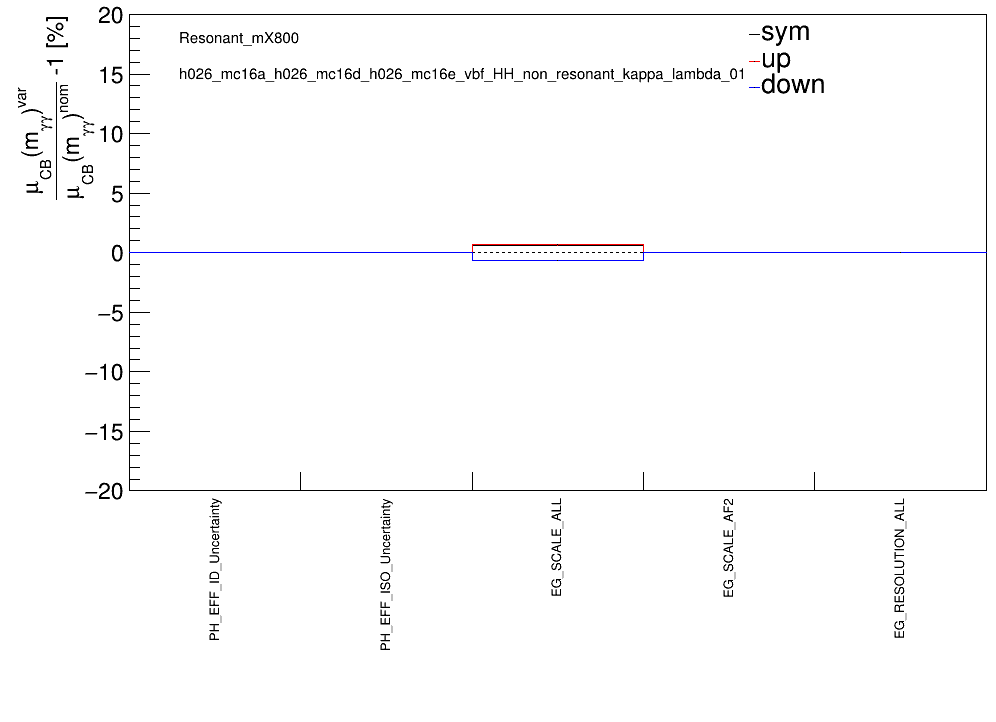 μCB(mγγ)var
μCB(mγγ)nom -1 [%]
20
15
10
5
0
−5
−10
−15
−20
Resonant_mX800
h026_mc16a_h026_mc16d_h026_mc16e_vbf_HH_non_resonant_kappa_lambda_01
sym
up
down
PH_EFF_ID_Uncertainty
PH_EFF_ISO_Uncertainty
EG_SCALE_ALL
EG_SCALE_AF2
EG_RESOLUTION_ALL